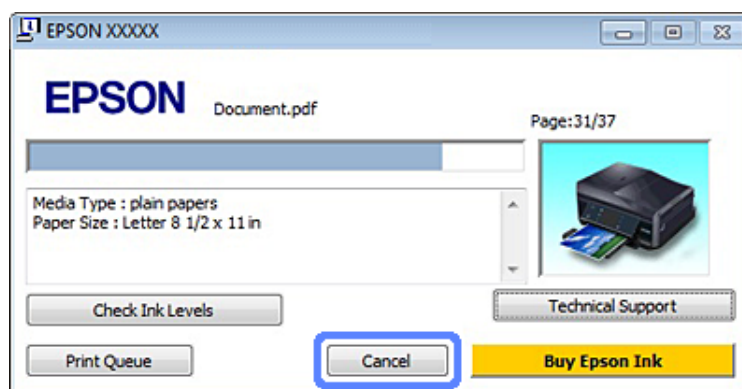 EPSON XXXXX
EPSON Document.pdf
Page:31/37
Media Type : plain papers
Paper Size : Letter 8 1/2 x 11 in
Check Ink Levels
Technical Support
Print Queue
Cancel
Buy Epson Ink